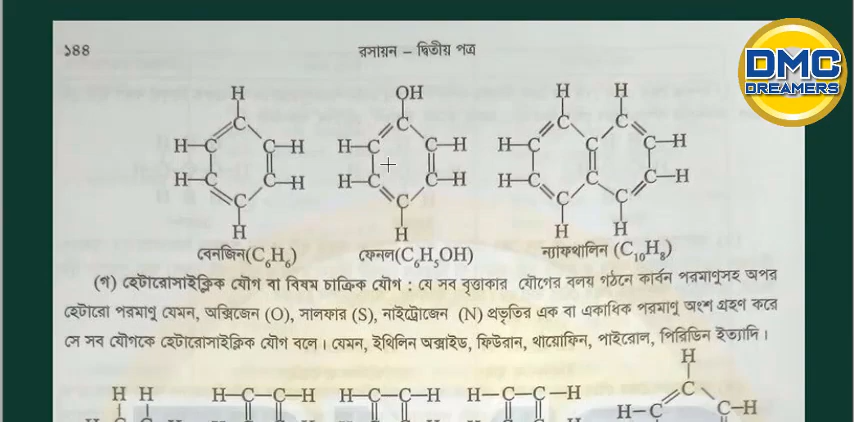 ১৪৪ রসায়ন – দ্বিতীয় পত্র
DMC
DREAMERS
H OH H H
C C C C
H–C C–H H–C C–H H–C C C–H
H–C C–H H–C C–H H–C C C–H
C C C C
H H H H
বেনজিন(C₆H₆) ফেনল(C₆H₅OH) ন্যাফথালিন (C₁₀H₈)
(গ) হেটারোসাইক্লিক যৌগ বা বিষম চাক্রিক যৌগ : যে সব বৃত্তাকার যৌগের বলয় গঠনে কার্বন পরমাণুসহ অপর
হেটারো পরমাণু যেমন, অক্সিজেন (O), সালফার (S), নাইট্রোজেন (N) প্রভৃতির এক বা একাধিক পরমাণু অংশ গ্রহণ করে
সে সব যৌগকে হেটারোসাইক্লিক যৌগ বলে। যেমন, ইথিলিন অক্সাইড, ফিউরান, থায়োফিন, পাইরোল, পিরিডিন ইত্যাদি।
H
H H H–C–C–H H–C–C–H H–C–C–H C
H–C C–H